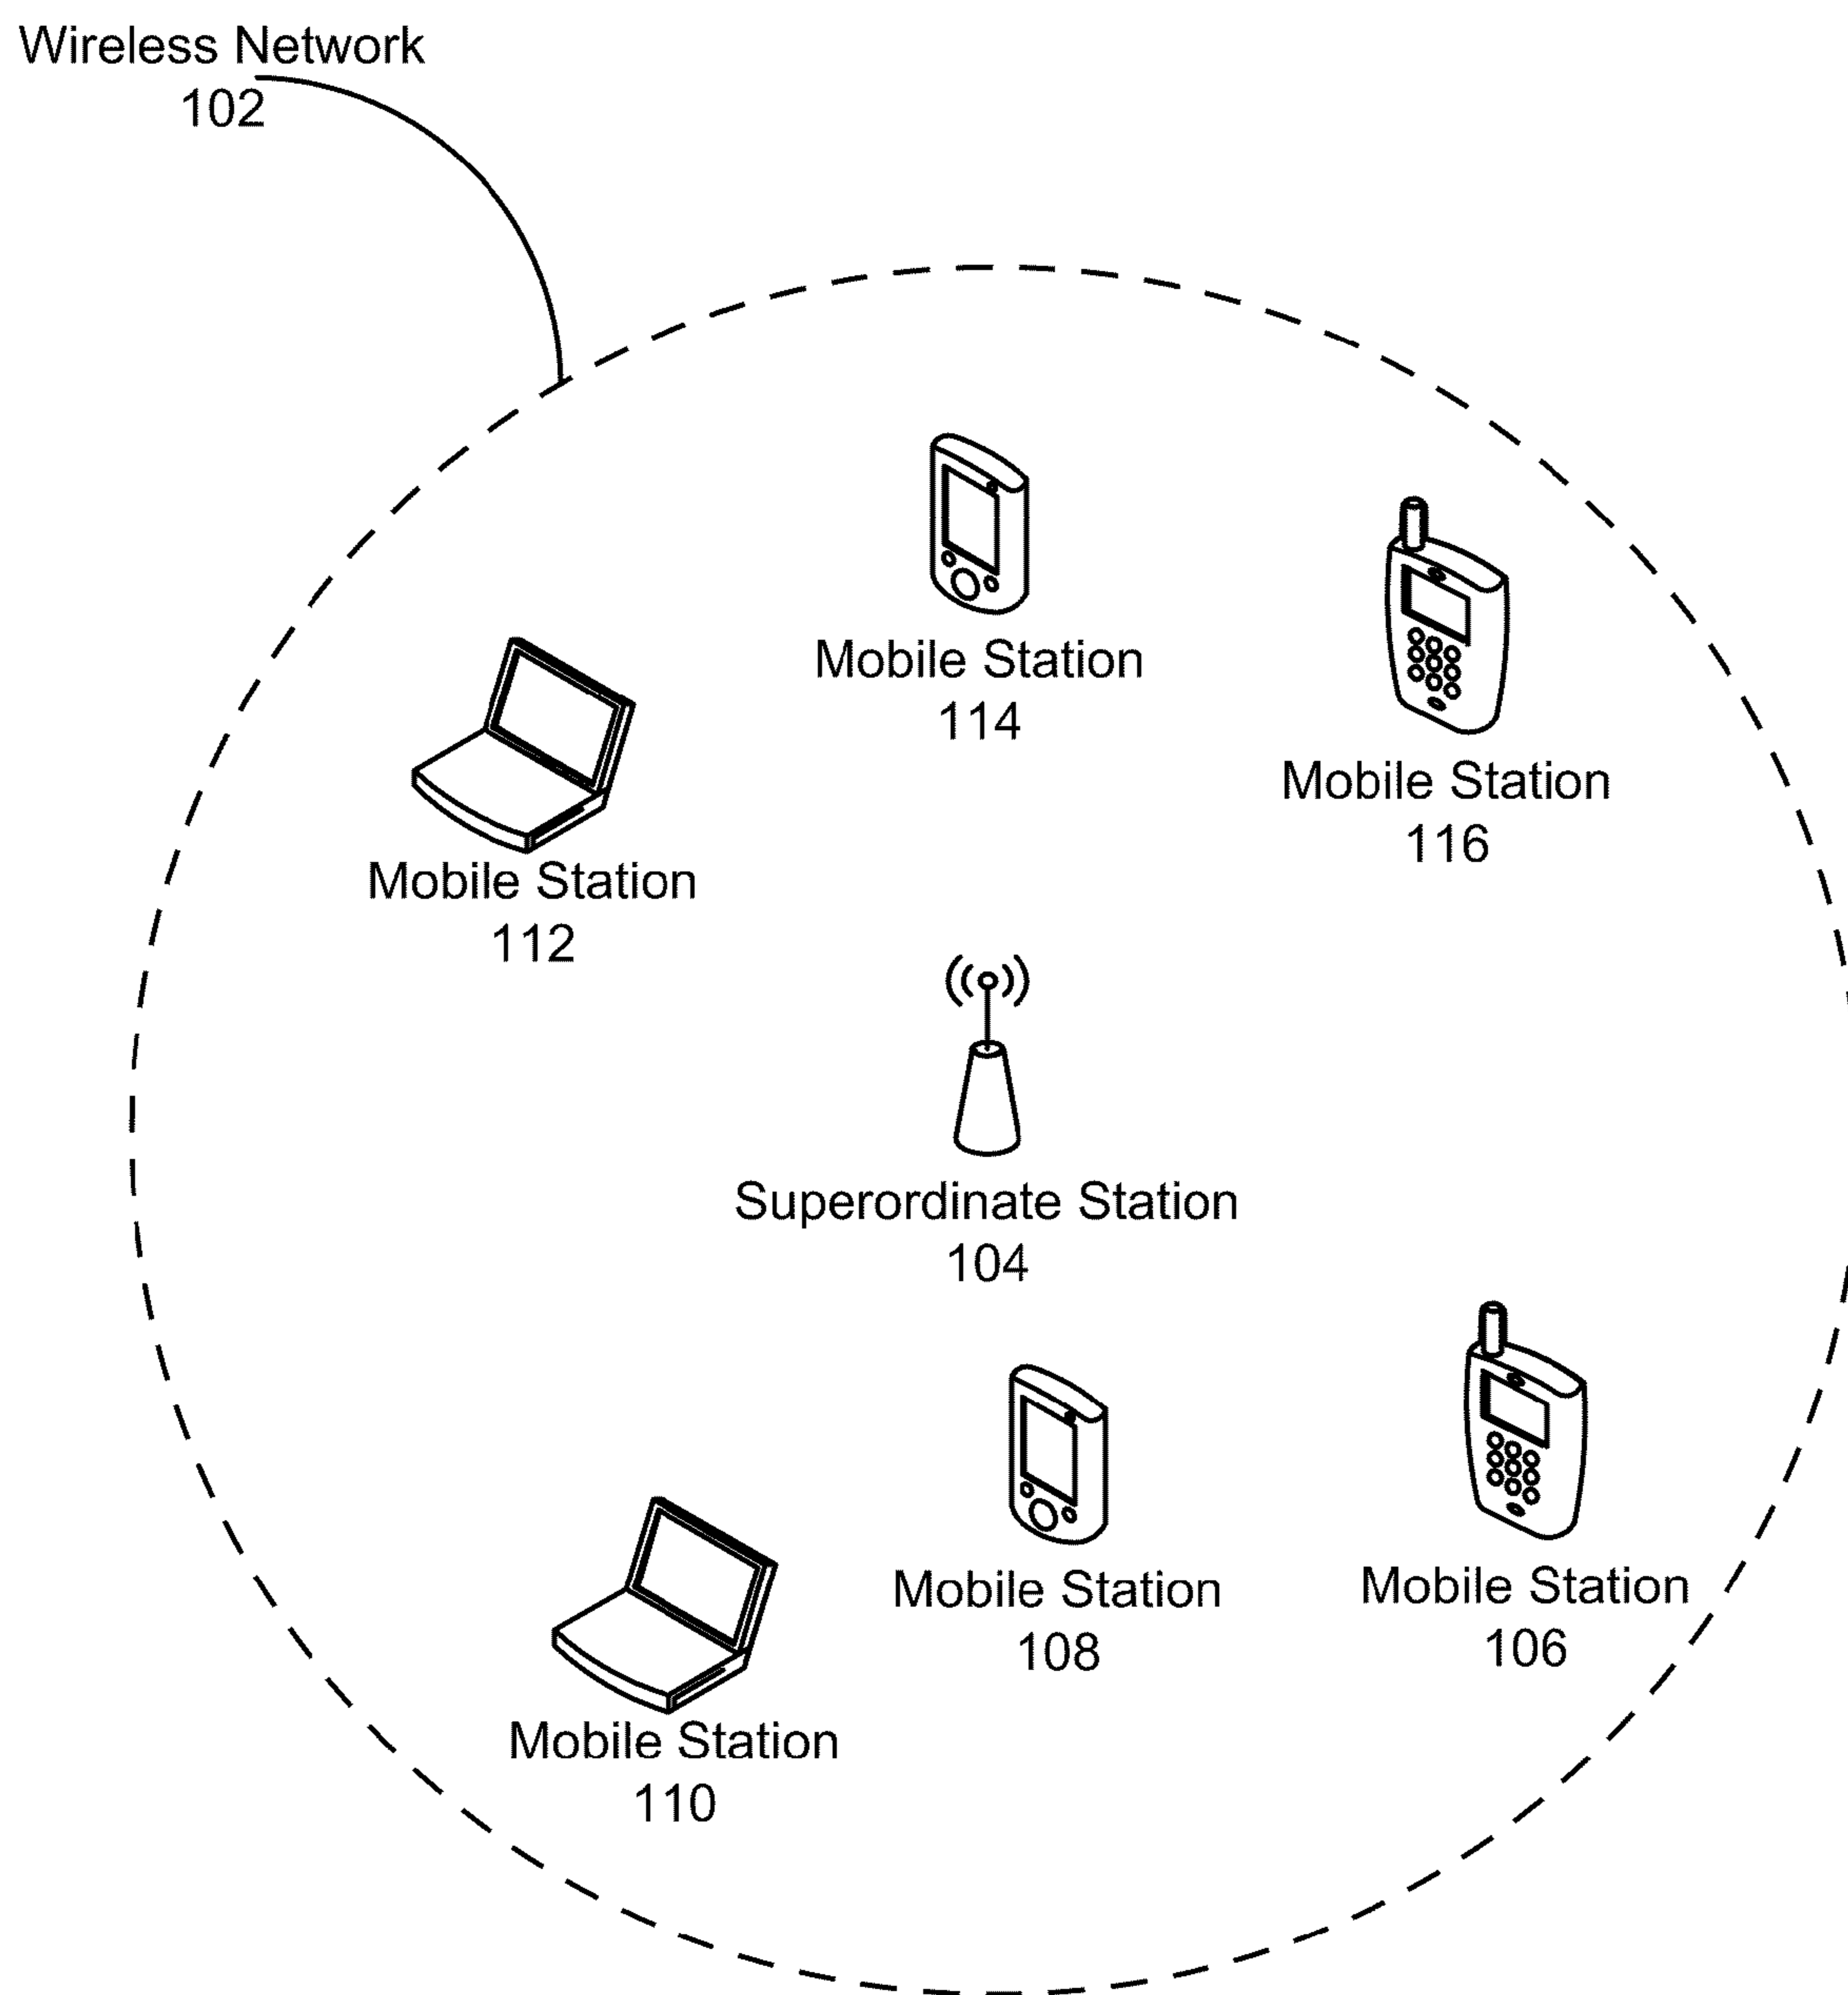 Wireless Network
102
Mobile Station
114
Mobile Station
116
Mobile Station
112
Superordinate Station
104
Mobile Station
108
Mobile Station
106
Mobile Station
110